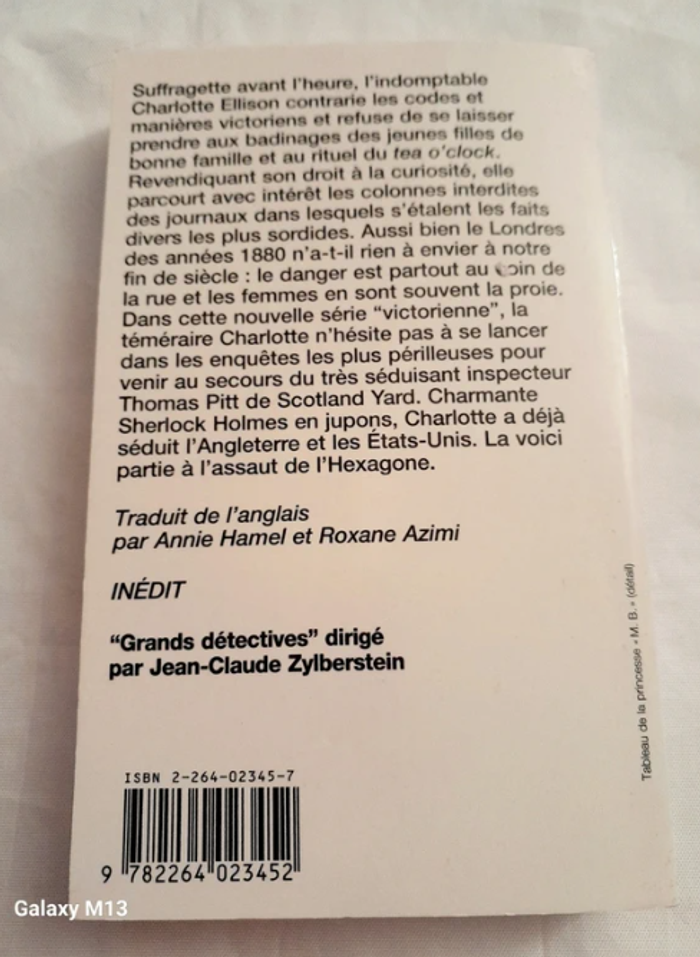 Suffragette avant l'heure, l'indomptable
Charlotte Ellison contrarie les codes et
manières victoriens et refuse de se laisser
prendre aux badinages des jeunes filles de
bonne famille et au rituel du tea o'clock.
Revendiquant son droit à la curiosité, elle
parcourt avec intérêt les colonnes interdites
des journaux dans lesquels s'étalent les faits
divers les plus sordides. Aussi bien le Londres
des années 1880 n'a-t-il rien à envier à notre
fin de siècle : le danger est partout au coin de
la rue et les femmes en sont souvent la proie.
Dans cette nouvelle série "victorienne", la
téméraire Charlotte n'hésite pas à se lancer
dans les enquêtes les plus périlleuses pour
venir au secours du très séduisant inspecteur
Thomas Pitt de Scotland Yard. Charmante
Sherlock Holmes en jupons, Charlotte a déjà
séduit l'Angleterre et les États-Unis. La voici
partie à l'assaut de l'Hexagone.
Traduit de l'anglais
par Annie Hamel et Roxane Azimi
INÉDIT
"Grands détectives" dirigé
par Jean-Claude Zylberstein
Tableau de la princesse « M. B. » (détail)
ISBN 2-264-02345-7
9 782264 023452
Galaxy M13